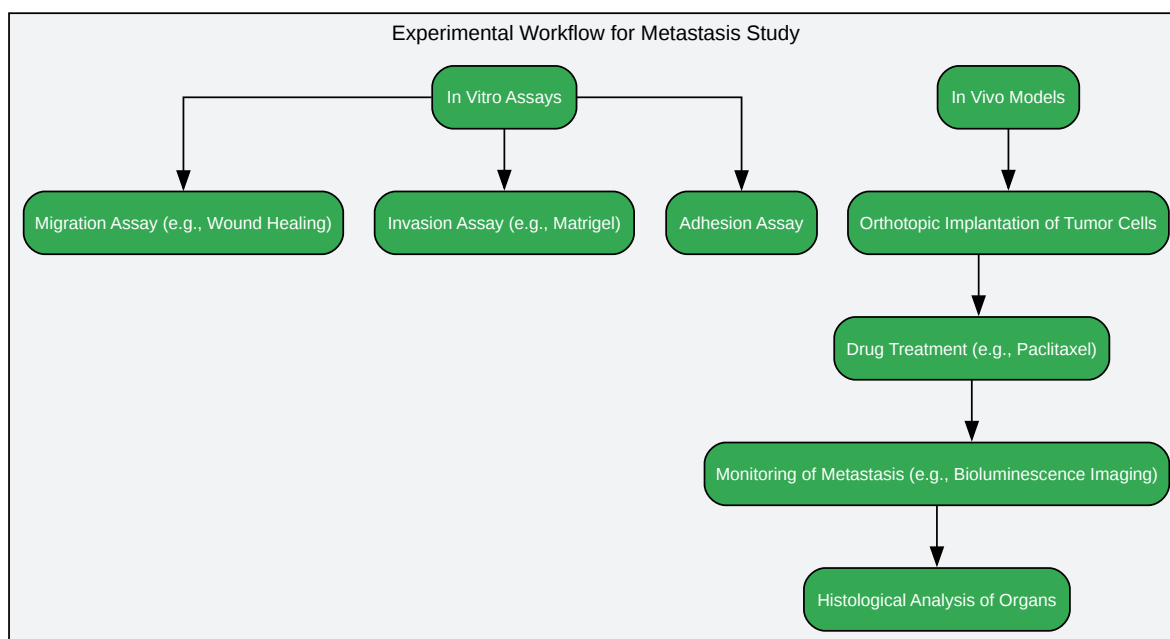 Experimental Workflow for Metastasis Study
In Vitro Assays
In Vivo Models
Migration Assay (e.g., Wound Healing)
Invasion Assay (e.g., Matrigel)
Adhesion Assay
Orthotopic Implantation of Tumor Cells
Drug Treatment (e.g., Paclitaxel)
Monitoring of Metastasis (e.g., Bioluminescence Imaging)
Histological Analysis of Organs